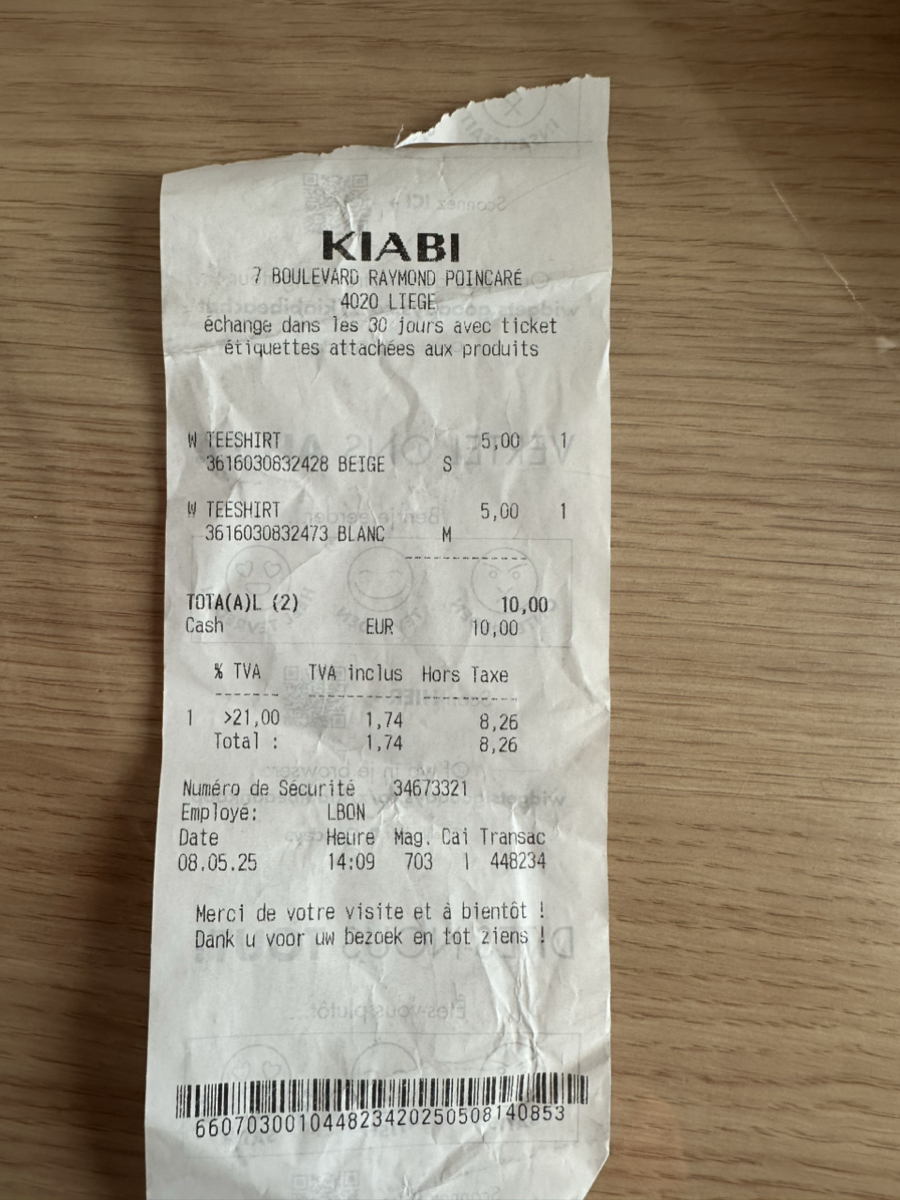 KIABI
7 BOULEVARD RAYMOND POINCARÉ
4020 LIEGE
échange dans les 30 jours avec ticket
étiquettes attachées aux produits
W TEESHIRT 5,00 1
3616030832428 BEIGE S
W TEESHIRT 5,00 1
3616030832473 BLANC M
TOTA(A)L (2) 10,00
Cash EUR 10,00
% TVA TVA inclus Hors Taxe
1 >21,00 1,74 8,26
Total : 1,74 8,26
Numéro de Sécurité 34673321
Employé: LBON
Date Heure Mag. Cai Transac
08.05.25 14:09 703 1 448234
Merci de votre visite et à bientôt !
Dank u voor uw bezoek en tot ziens !
660703001044823420250508140853